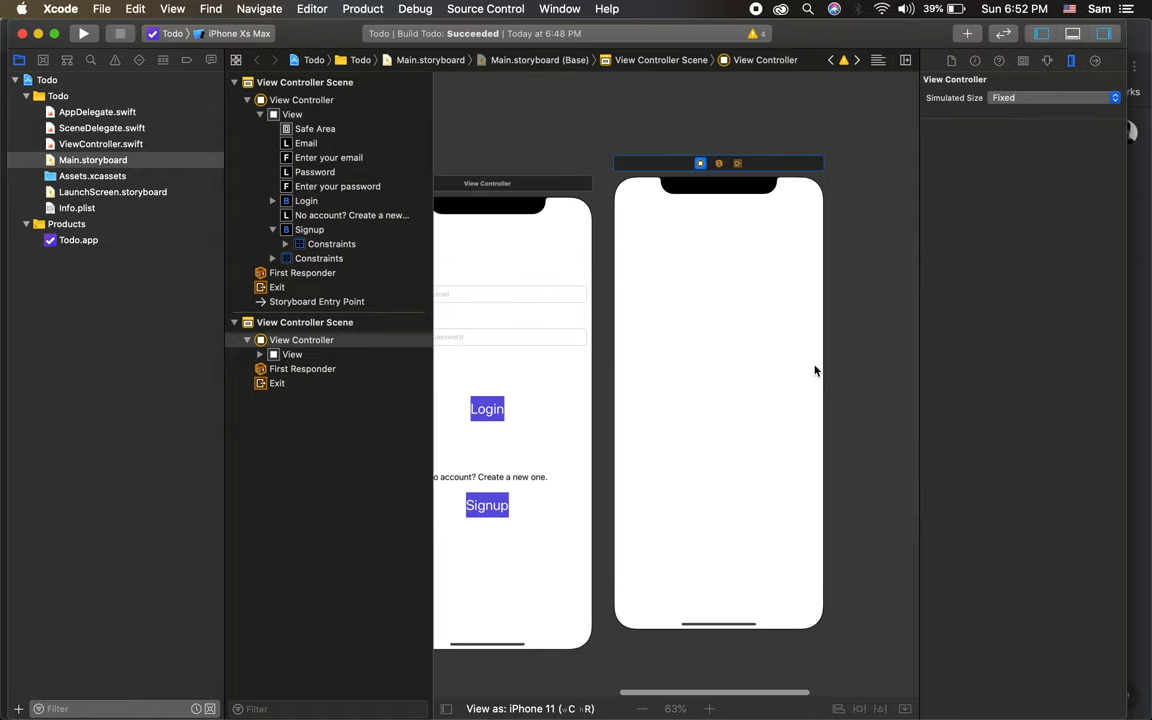 Xcode File Edit View Find Navigate Editor Product Debug Source Control Window Help 39% Sun 6:52 PM Sam
Todo iPhone Xs Max Todo | Build Todo: Succeeded | Today at 6:48 PM 4
Todo Todo Main.storyboard Main.storyboard (Base) View Controller Scene View Controller
Todo
Todo
AppDelegate.swift
SceneDelegate.swift
ViewController.swift
Main.storyboard
Assets.xcassets
LaunchScreen.storyboard
Info.plist
Products
Todo.app
Filter
View Controller Scene
View Controller
View
Safe Area
L Email
F Enter your email
L Password
F Enter your password
B Login
L No account? Create a new...
B Signup
Constraints
Constraints
First Responder
Exit
Storyboard Entry Point
View Controller Scene
View Controller
View
First Responder
Exit
Filter
View Controller
email
password
Login
o account? Create a new one.
Signup
View as: iPhone 11 (wC hR)
63%
View Controller
Simulated Size Fixed
rks